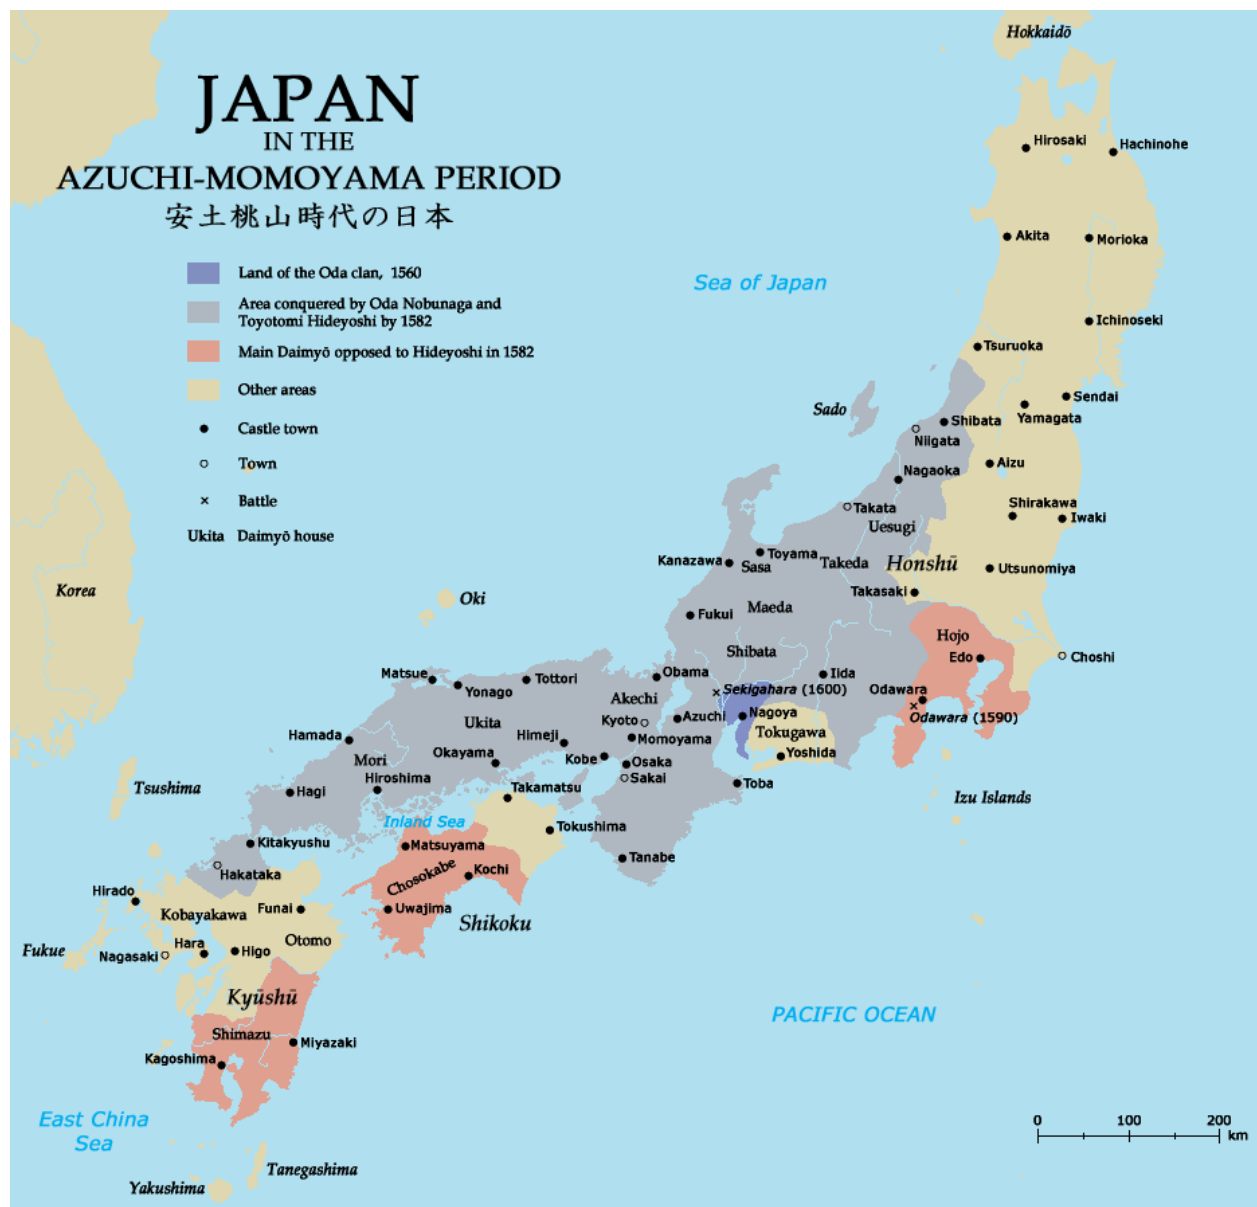 JAPAN
IN THE
AZUCHI-MOMOYAMA PERIOD
安土桃山時代の日本
Land of the Oda clan, 1560
Area conquered by Oda Nobunaga and
Toyotomi Hideyoshi by 1582
Main Daimyō opposed to Hideyoshi in 1582
Other areas
Castle town
Town
Battle
Ukita Daimyō house
Hokkaidō
Hirosaki
Hachinohe
Akita
Morioka
Sea of Japan
Ichinoseki
Tsuruoka
Sendai
Yamagata
Sado
Shibata
Niigata
Aizu
Nagaoka
Shirakawa
Iwaki
Takata
Uesugi
Toyama
Kanazawa
Sasa
Takeda
Honshū
Utsunomiya
Takasaki
Korea
Oki
Maeda
Fukui
Hojo
Shibata
Edo
Choshi
Matsue
Yonago
Tottori
Obama
Iida
Akechi
Sekigahara (1600)
Odawara
Odawara (1590)
Ukita
Kyoto
Azuchi
Nagoya
Tokugawa
Hamada
Himeji
Momoyama
Okayama
Kobe
Osaka
Yoshida
Mori
Hiroshima
Sakai
Toba
Tsushima
Hagi
Takamatsu
Izu Islands
Inland Sea
Tokushima
Kitakyushu
Matsuyama
Tanabe
Hakataka
Chosokabe
Kochi
Hirado
Kobayakawa
Funai
Uwajima
Shikoku
Fukue
Nagasaki
Hara
Higo
Otomo
Kyūshū
PACIFIC OCEAN
Shimazu
Miyazaki
Kagoshima
East China
Sea
0 100 200
km
Tanegashima
Yakushima